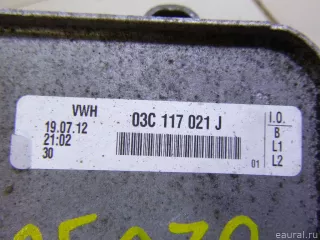 VWH 03C 117 021 J I.O.
19.07.12 B
21:02 L1
30 01 L2
eaural.ru